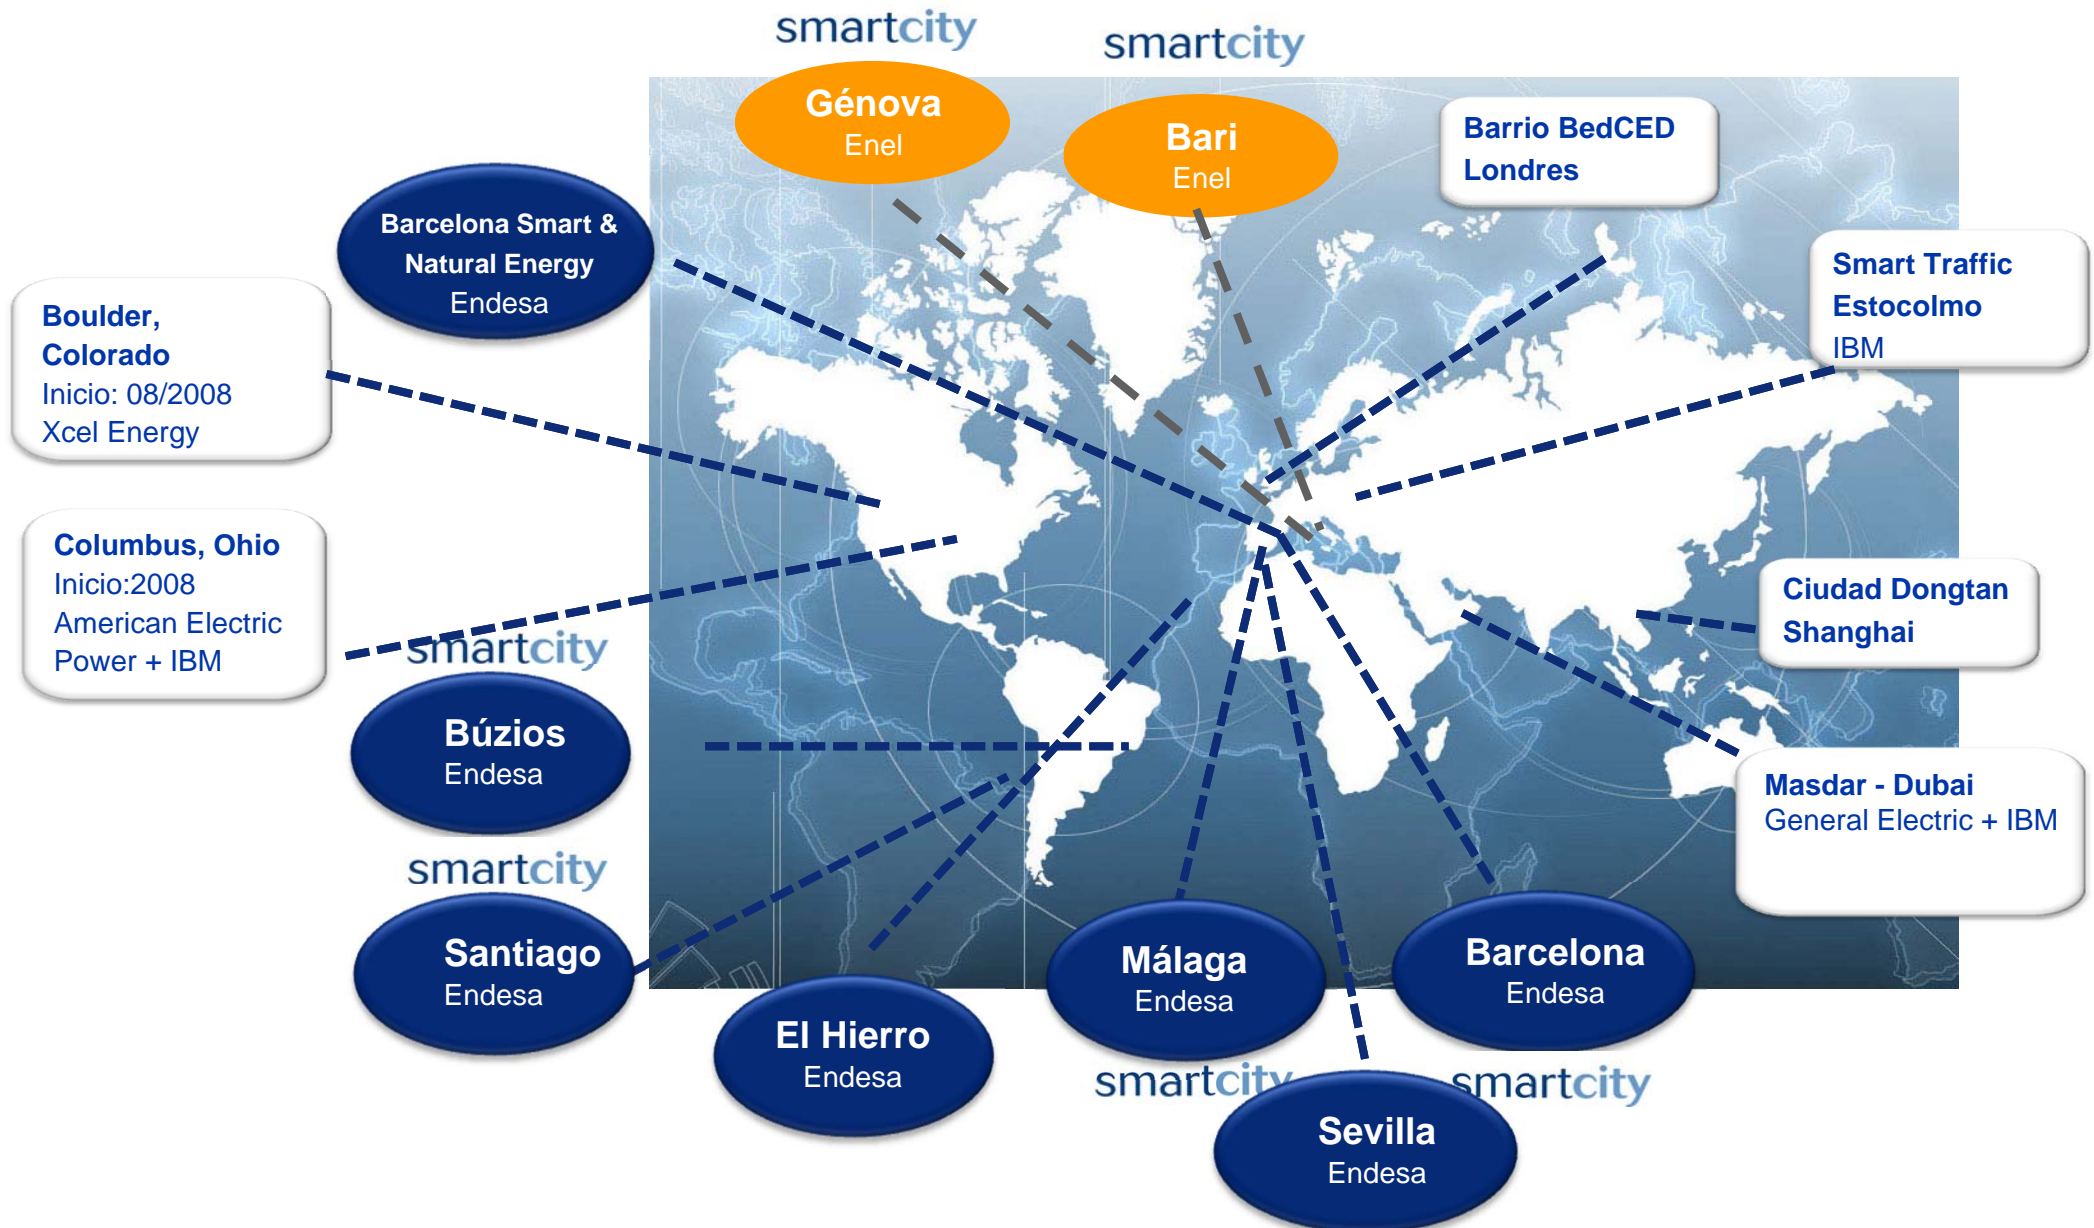 smartcity
smartcity
Génova
Enel
Bari
Enel
Barrio BedCED
Londres
Barcelona Smart &
Natural Energy
Endesa
Smart Traffic
Estocolmo
IBM
Boulder,
Colorado
Inicio: 08/2008
Xcel Energy
Columbus, Ohio
Inicio:2008
American Electric
Power + IBM
Ciudad Dongtan
Shanghai
smartcity
Búzios
Endesa
Masdar - Dubai
General Electric + IBM
smartcity
Santiago
Endesa
El Hierro
Endesa
Málaga
Endesa
Barcelona
Endesa
smartcity
smartcity
Sevilla
Endesa